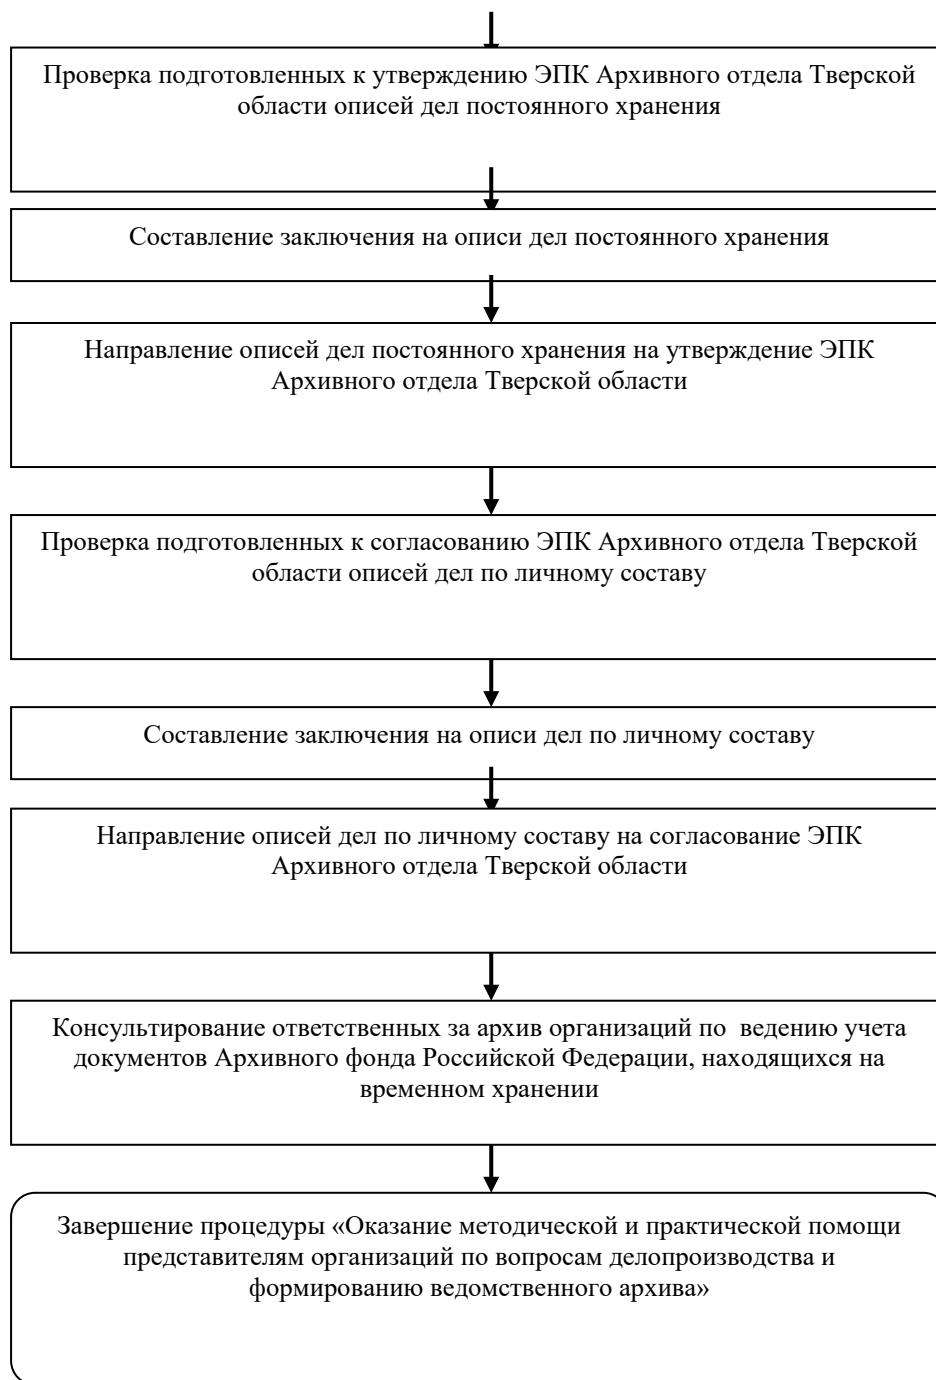 Проверка подготовленных к утверждению ЭПК Архивного отдела Тверской
области описей дел постоянного хранения
Составление заключения на описи дел постоянного хранения
Направление описей дел постоянного хранения на утверждение ЭПК
Архивного отдела Тверской области
Проверка подготовленных к согласованию ЭПК Архивного отдела Тверской
области описей дел по личному составу
Составление заключения на описи дел по личному составу
Направление описей дел по личному составу на согласование ЭПК
Архивного отдела Тверской области
Консультирование ответственных за архив организаций по  ведению учета
документов Архивного фонда Российской Федерации, находящихся на
временном хранении
Завершение процедуры «Оказание методической и практической помощи
представителям организаций по вопросам делопроизводства и
формированию ведомственного архива»